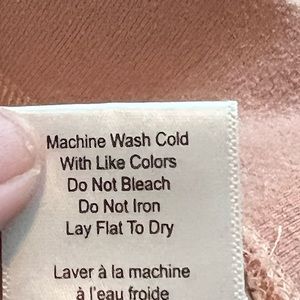 Machine Wash Cold
With Like Colors
Do Not Bleach
Do Not Iron
Lay Flat To Dry
Laver à la machine
à l'eau froide